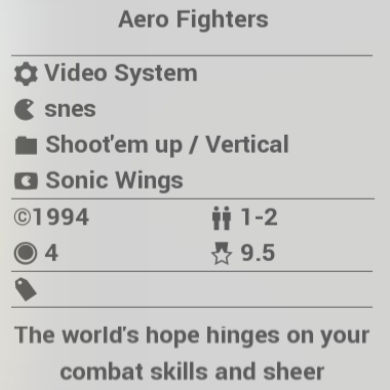 Aero Fighters
Video System
snes
Shoot'em up / Vertical
Sonic Wings
©1994
1-2
4
9.5
The world's hope hinges on your
combat skills and sheer